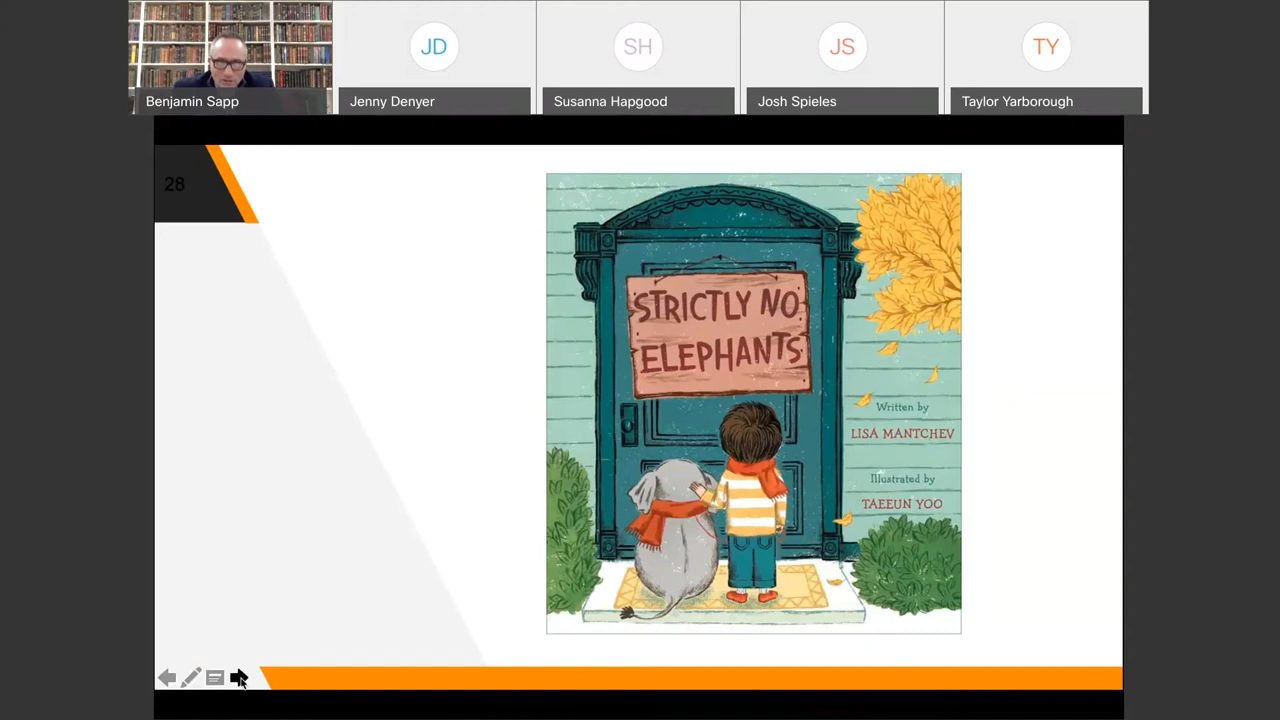 JD
SH
JS
TY
Benjamin Sapp
Jenny Denyer
Susanna Hapgood
Josh Spieles
Taylor Yarborough
28
STRICTLY NO
ELEPHANTS
Written by
LISA MANTCHEV
Illustrated by
TAEEUN YOO